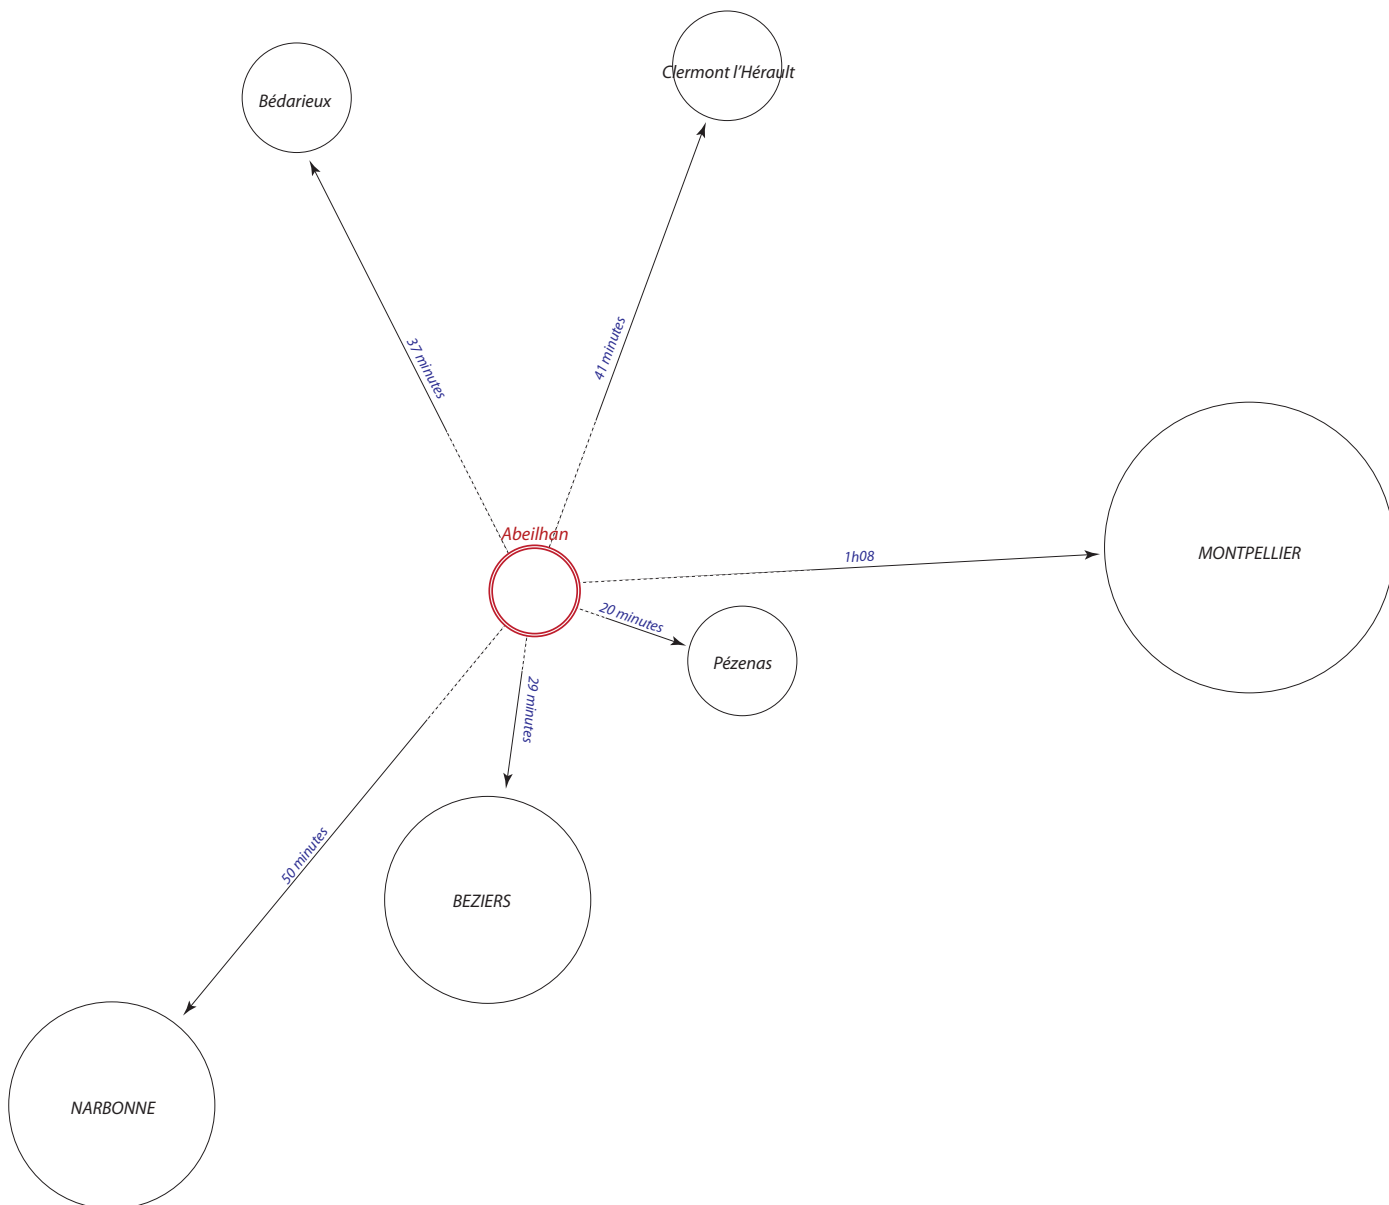 Clermont l'Hérault
Bédarieux
41 minutes
37 minutes
Abeilhan
1h08
MONTPELLIER
20 minutes
Pézenas
29 minutes
50 minutes
BEZIERS
NARBONNE